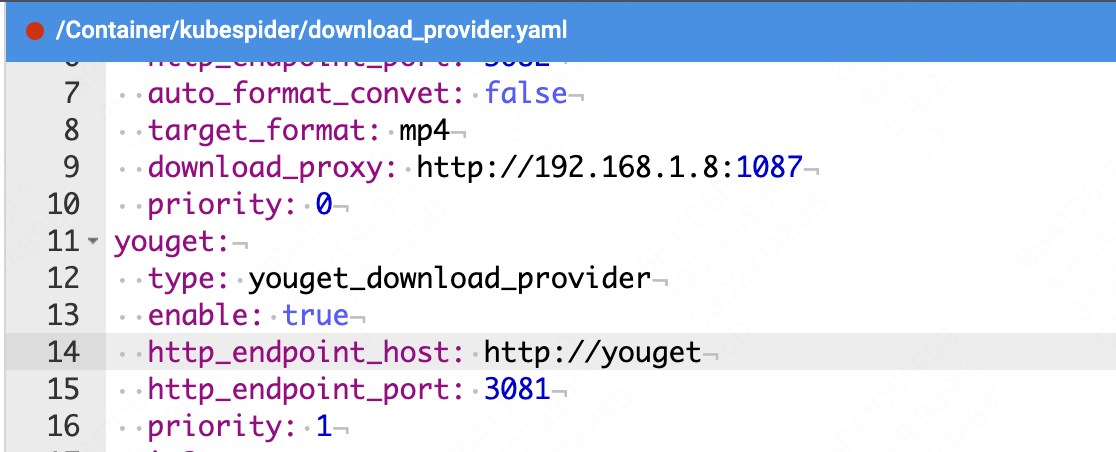 /Container/kubespider/download_provider.yaml
http_endpoint_port: 3082
7 auto_format_convet: false
8 target_format: mp4
9 download_proxy: http://192.168.1.8:1087
10 priority: 0
11 youget:
12 type: youget_download_provider
13 enable: true
14 http_endpoint_host: http://youget
15 http_endpoint_port: 3081
16 priority: 1